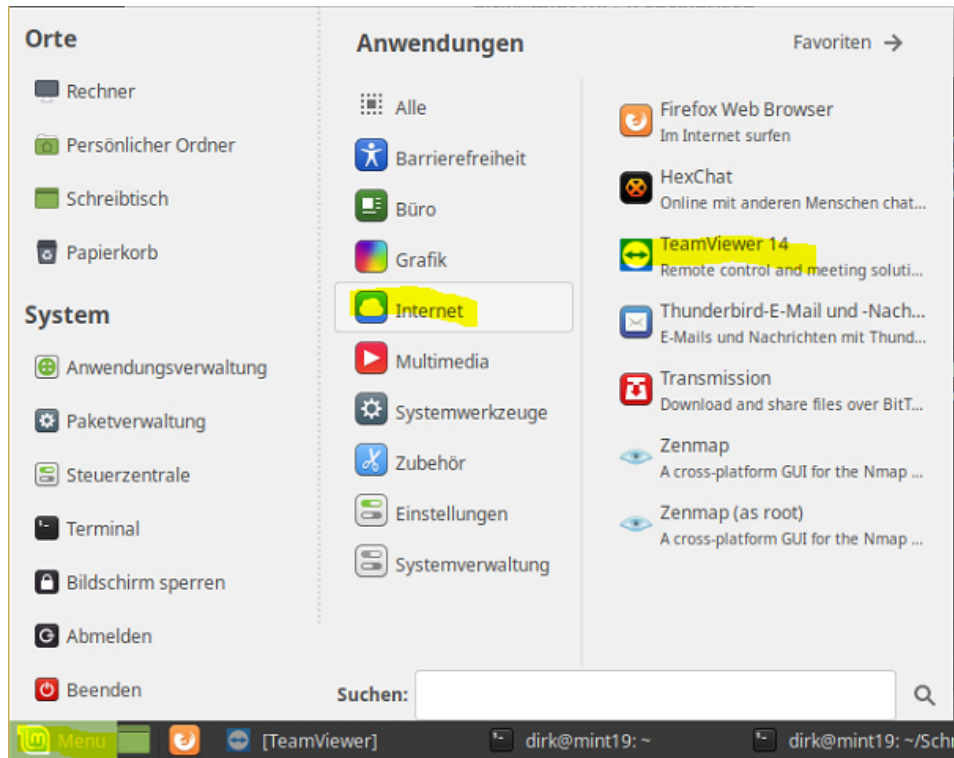 Orte
Rechner
Persönlicher Ordner
Schreibtisch
Papierkorb
System
Anwendungsverwaltung
Paketverwaltung
Steuerzentrale
Terminal
Bildschirm sperren
Abmelden
Beenden
Anwendungen
Favoriten
Alle
Barrierefreiheit
Büro
Grafik
Internet
Multimedia
Systemwerkzeuge
Zubehör
Einstellungen
Systemverwaltung
Firefox Web Browser
Im Internet surfen
HexChat
Online mit anderen Menschen chat...
TeamViewer 14
Remote control and meeting soluti...
Thunderbird-E-Mail und -Nach...
E-Mails und Nachrichten mit Thund...
Transmission
Download and share files over BitT...
Zenmap
A cross-platform GUI for the Nmap ...
Zenmap (as root)
A cross-platform GUI for the Nmap ...
Suchen:
Menu
[TeamViewer]
dirk@mint19: ~
dirk@mint19: ~/Schr